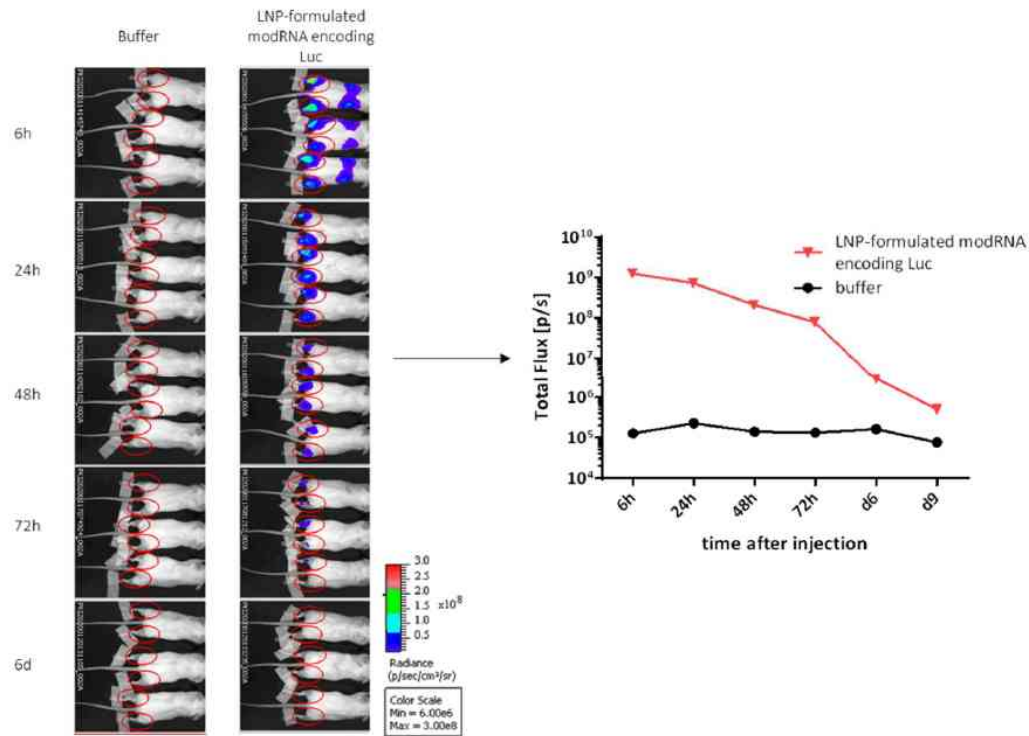 Buffer
LNP-formulated
modRNA encoding
Luc
6h
24h
48h
72h
6d
3.0
2.5
2.0
1.5
1.0
0.5
x10⁸
Radiance
(p/sec/cm²/sr)
Color Scale
Min = 6.00e6
Max = 3.00e8
LNP-formulated modRNA
encoding Luc
buffer
Total Flux [p/s]
10¹⁰
10⁹
10⁸
10⁷
10⁶
10⁵
10⁴
6h
24h
48h
72h
d6
d9
time after injection